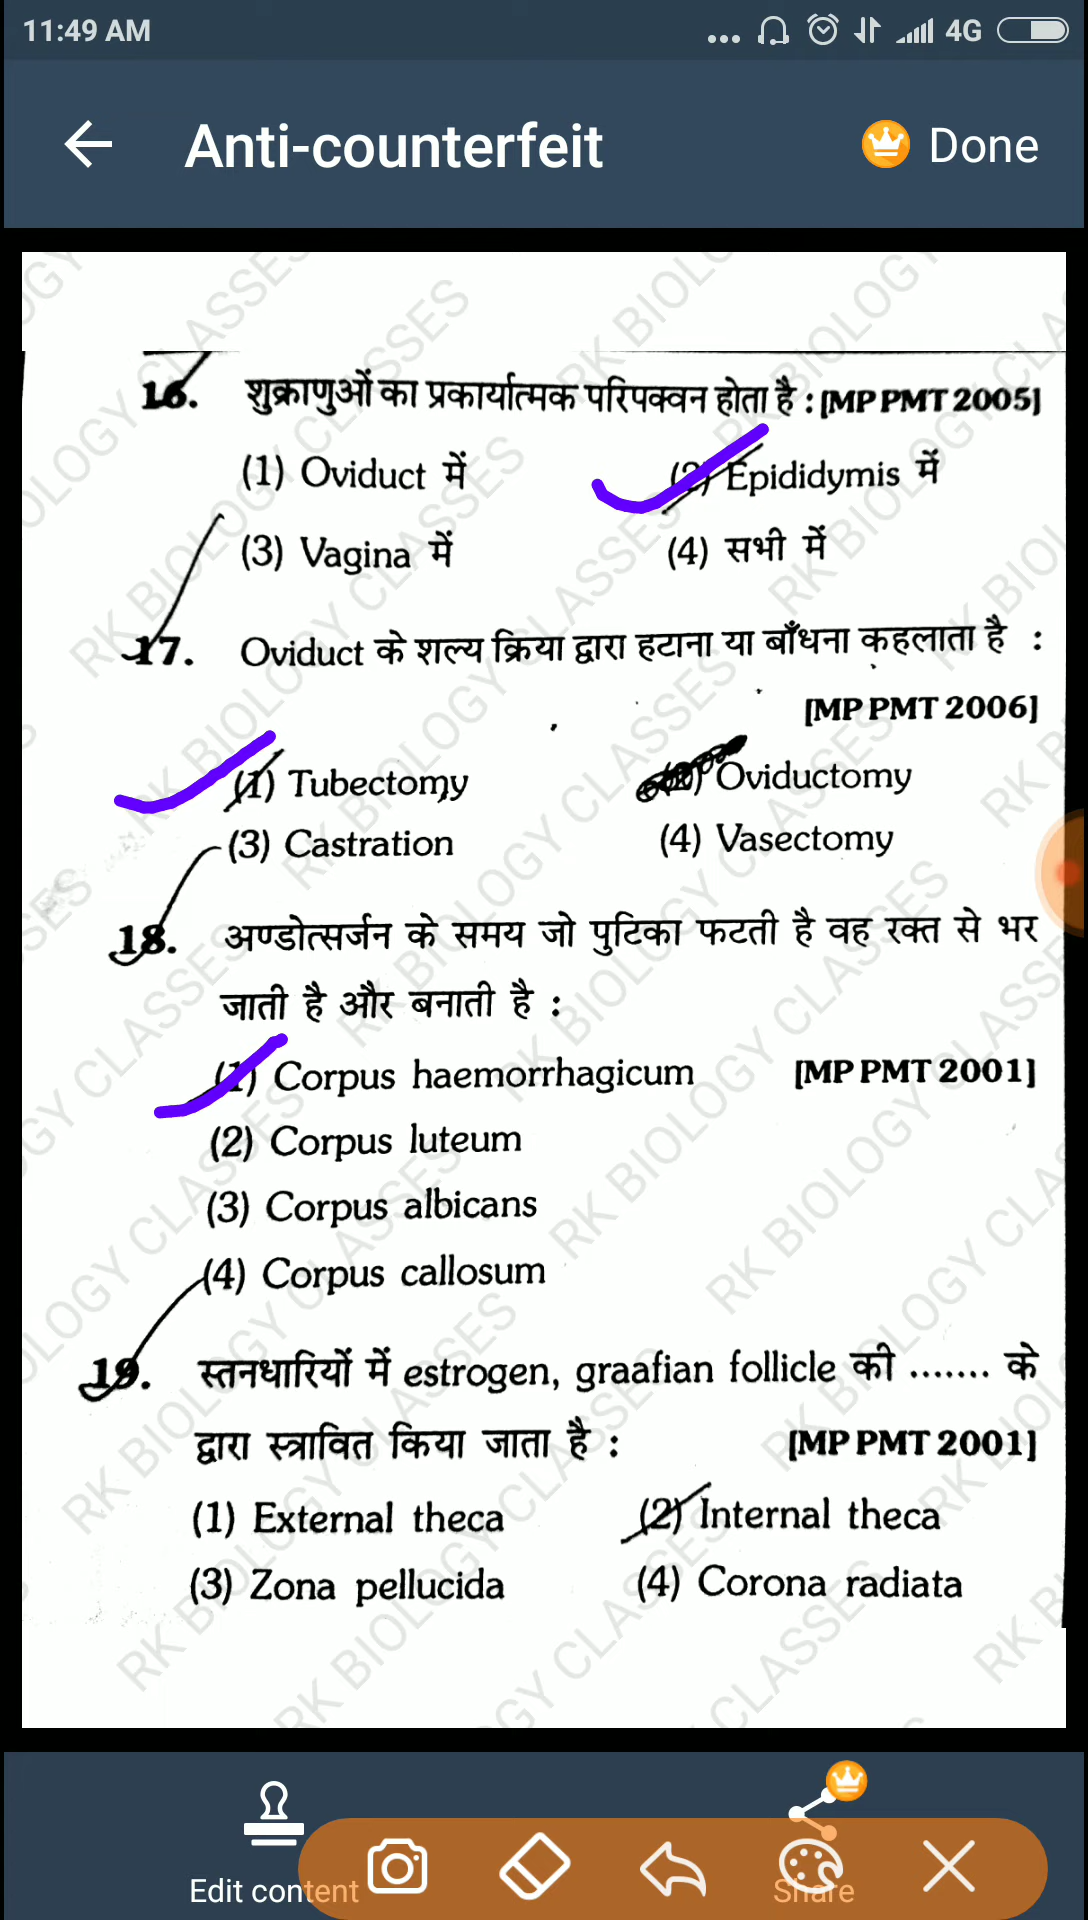 11:49 AM
... 4G
Anti-counterfeit
Done
16. शुक्राणुओं का प्रकार्यात्मक परिपक्वन होता है : [MP PMT 2005]
(1) Oviduct में (2) Epididymis में
(3) Vagina में (4) सभी में
17. Oviduct के शल्य क्रिया द्वारा हटाना या बाँधना कहलाता है :
[MP PMT 2006]
(1) Tubectomy (2) Oviductomy
(3) Castration (4) Vasectomy
18. अण्डोत्सर्जन के समय जो पुटिका फटती है वह रक्त से भर
जाती है और बनाती है :
(1) Corpus haemorrhagicum [MP PMT 2001]
(2) Corpus luteum
(3) Corpus albicans
(4) Corpus callosum
19. स्तनधारियों में estrogen, graafian follicle की ....... के
द्वारा स्त्रावित किया जाता है : [MP PMT 2001]
(1) External theca (2) Internal theca
(3) Zona pellucida (4) Corona radiata
RK BIOLOGY CLASSES
Edit content
Share